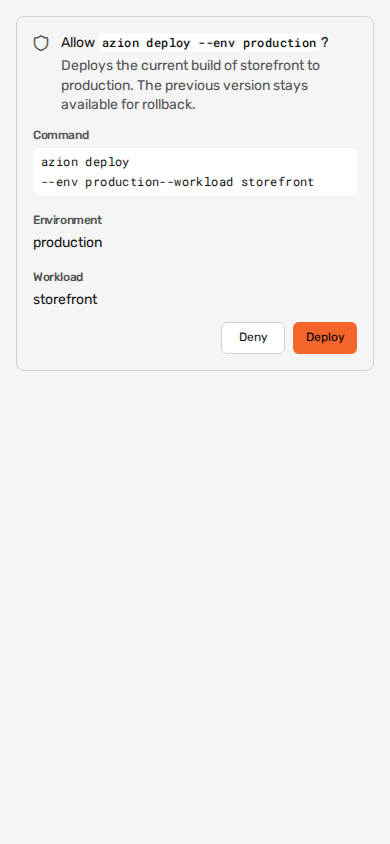 Allow azion deploy --env production?
Deploys the current build of storefront to
production. The previous version stays
available for rollback.
Command
azion deploy
--env production--workload storefront
Environment
production
Workload
storefront
Deny Deploy